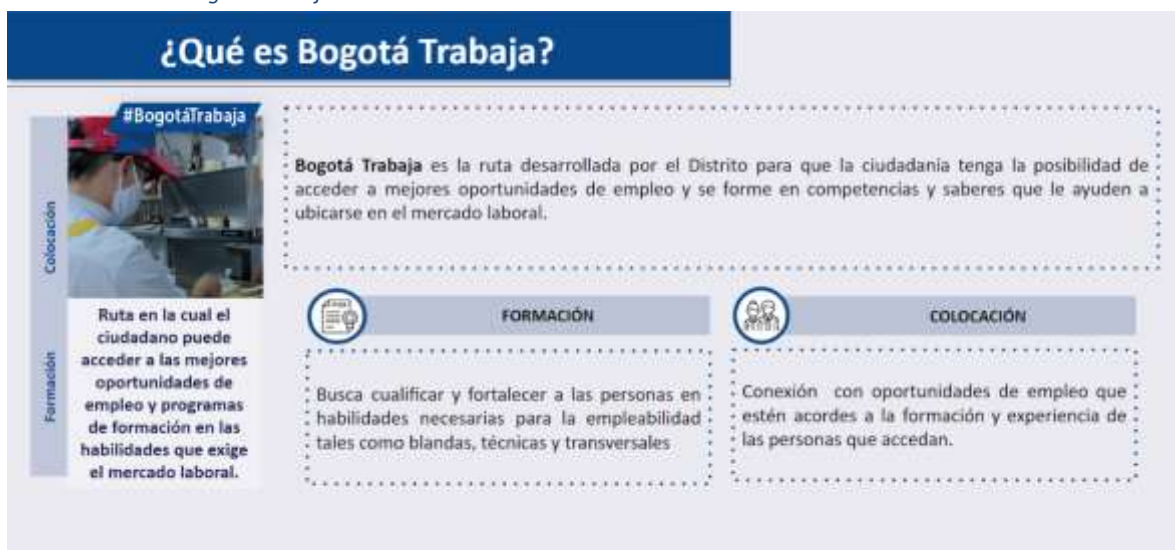 ¿Qué es Bogotá Trabaja?
#BogotáTrabaja
Colocación
Formación
Ruta en la cual el
ciudadano puede
acceder a las mejores
oportunidades de
empleo y programas
de formación en las
habilidades que exige
el mercado laboral.
Bogotá Trabaja es la ruta desarrollada por el Distrito para que la ciudadanía tenga la posibilidad de
acceder a mejores oportunidades de empleo y se forme en competencias y saberes que le ayuden a
ubicarse en el mercado laboral.
FORMACIÓN
Busca cualificar y fortalecer a las personas en
habilidades necesarias para la empleabilidad
tales como blandas, técnicas y transversales
COLOCACIÓN
Conexión con oportunidades de empleo que
estén acordes a la formación y experiencia de
las personas que accedan.